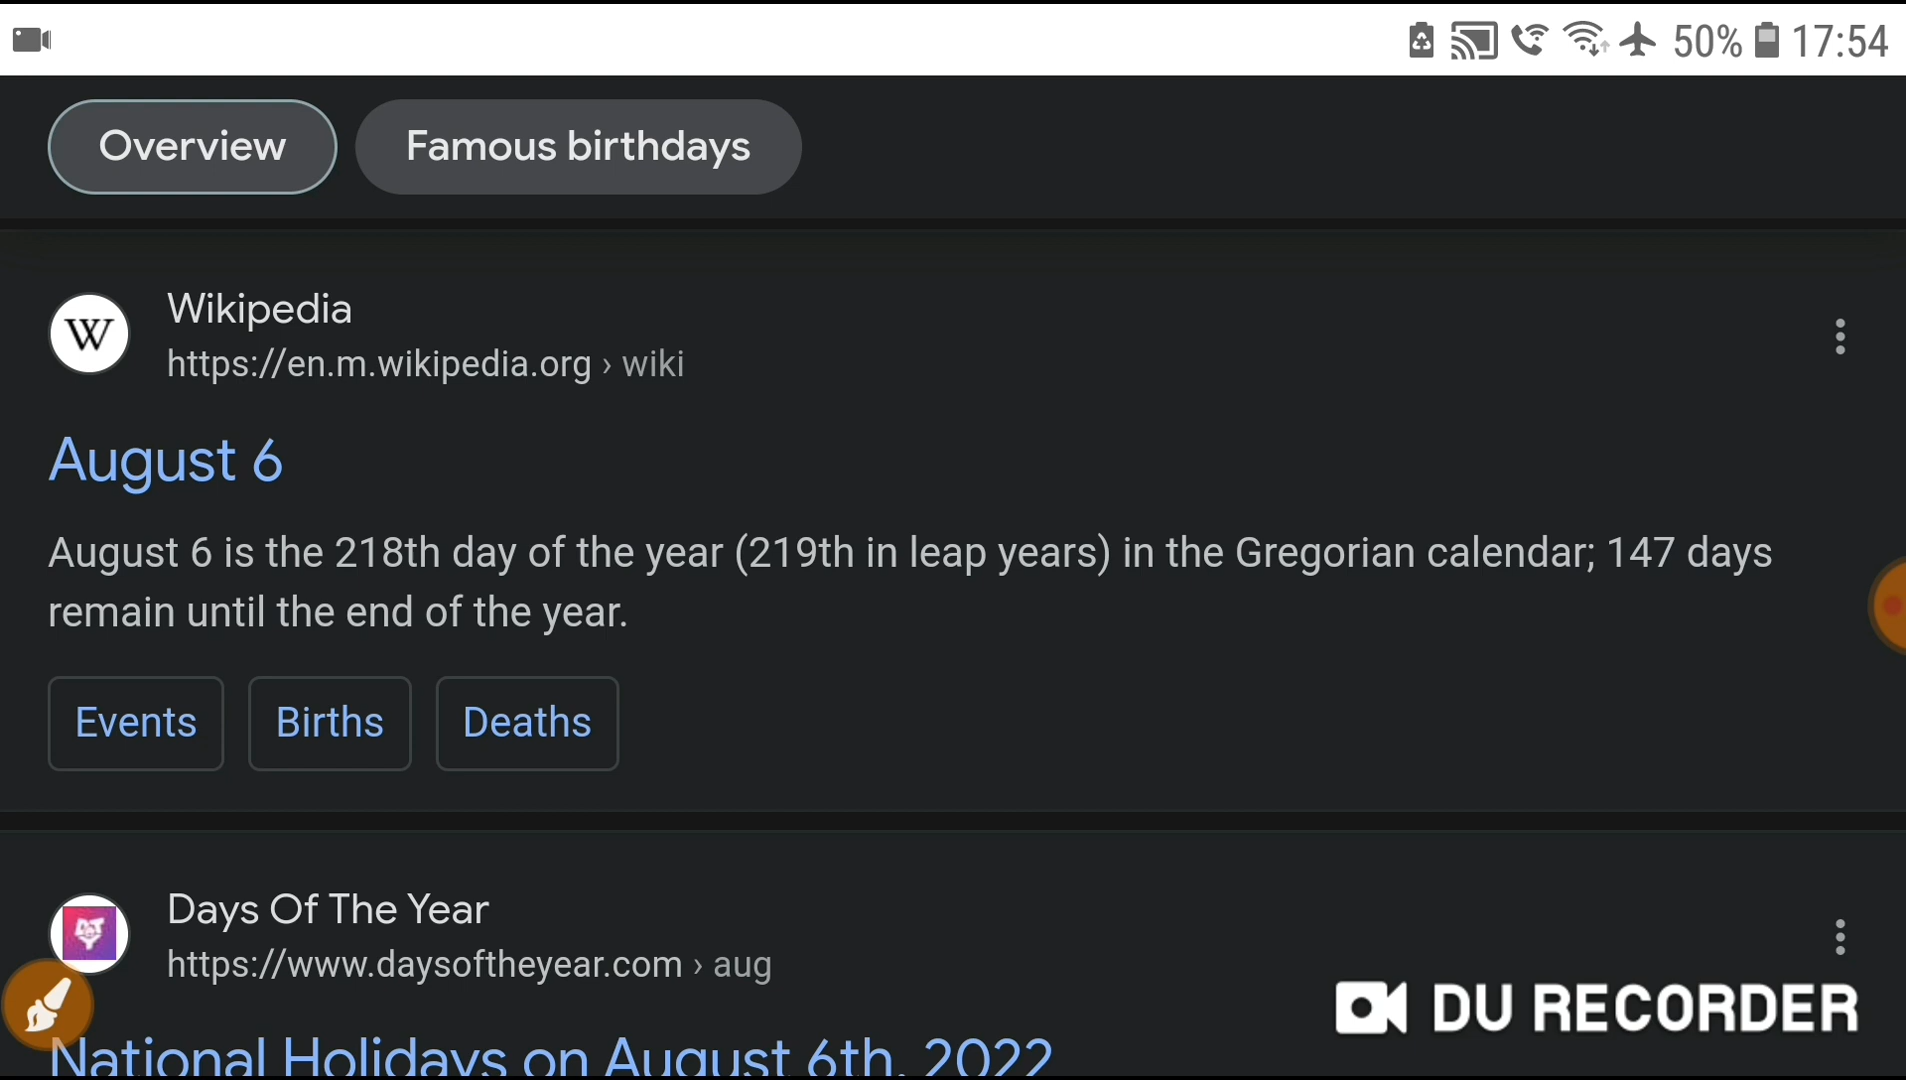 50% 17:54
Overview Famous birthdays
W
Wikipedia
https://en.m.wikipedia.org › wiki
August 6
August 6 is the 218th day of the year (219th in leap years) in the Gregorian calendar; 147 days
remain until the end of the year.
Events Births Deaths
DOTY
Days Of The Year
https://www.daysoftheyear.com › aug
DU RECORDER
National Holidays on August 6th, 2022